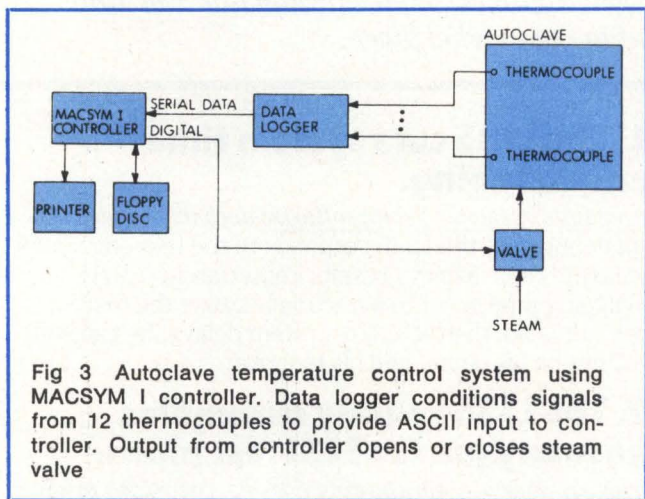 AUTOCLAVE
THERMOCOUPLE
SERIAL DATA
MACSYM I
CONTROLLER
DIGITAL
DATA
LOGGER
THERMOCOUPLE
PRINTER
FLOPPY
DISC
VALVE
STEAM
Fig 3 Autoclave temperature control system using
MACSYM I controller. Data logger conditions signals
from 12 thermocouples to provide ASCII input to con-
troller. Output from controller opens or closes steam
valve